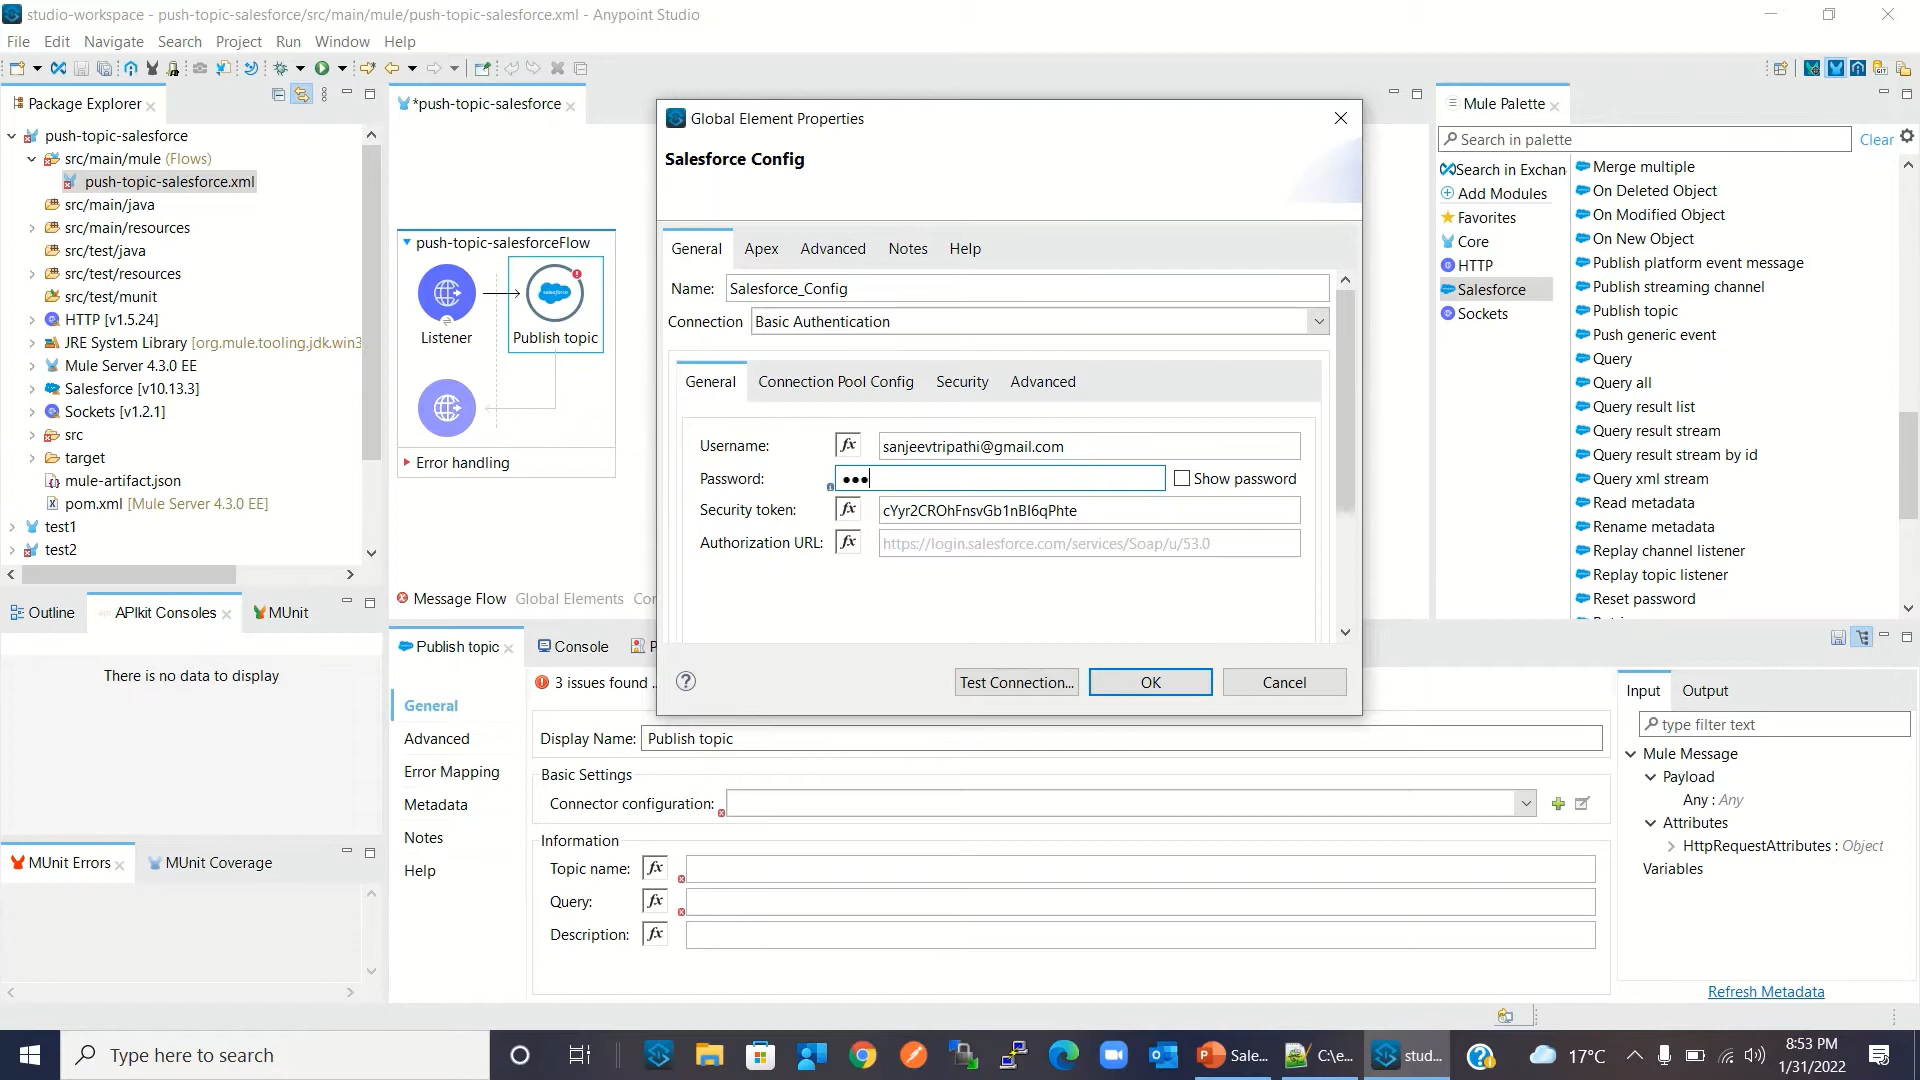 studio-workspace - push-topic-salesforce/src/main/mule/push-topic-salesforce.xml - Anypoint Studio
File Edit Navigate Search Project Run Window Help
Package Explorer
push-topic-salesforce
src/main/mule (Flows)
push-topic-salesforce.xml
src/main/java
src/main/resources
src/test/java
src/test/resources
src/test/munit
HTTP [v1.5.24]
JRE System Library [org.mule.tooling.jdk.win3
Mule Server 4.3.0 EE
Salesforce [v10.13.3]
Sockets [v1.2.1]
src
target
mule-artifact.json
pom.xml [Mule Server 4.3.0 EE]
test1
test2
Outline APIkit Consoles MUnit
There is no data to display
MUnit Errors MUnit Coverage
*push-topic-salesforce
push-topic-salesforceFlow
Listener
salesforce
Publish topic
Error handling
Message Flow Global Elements Cor
Global Element Properties
Salesforce Config
General Apex Advanced Notes Help
Name: Salesforce_Config
Connection Basic Authentication
General Connection Pool Config Security Advanced
Username: fx sanjeevtripathi@gmail.com
Password: ●●● Show password
Security token: fx cYyr2CROhFnsvGb1nBI6qPhte
Authorization URL: fx https://login.salesforce.com/services/Soap/u/53.0
? Test Connection... OK Cancel
Publish topic Console P
3 issues found ..
General
Advanced
Error Mapping
Metadata
Notes
Help
Display Name: Publish topic
Basic Settings
Connector configuration:
Information
Topic name: fx
Query: fx
Description: fx
Mule Palette
Search in palette Clear
Search in Exchan
Add Modules
Favorites
Core
HTTP
Salesforce
Sockets
Merge multiple
On Deleted Object
On Modified Object
On New Object
Publish platform event message
Publish streaming channel
Publish topic
Push generic event
Query
Query all
Query result list
Query result stream
Query result stream by id
Query xml stream
Read metadata
Rename metadata
Replay channel listener
Replay topic listener
Reset password
Input Output
type filter text
Mule Message
Payload
Any : Any
Attributes
HttpRequestAttributes : Object
Variables
Refresh Metadata
Type here to search
Sale... C:\e... stud... 17°C
8:53 PM
1/31/2022